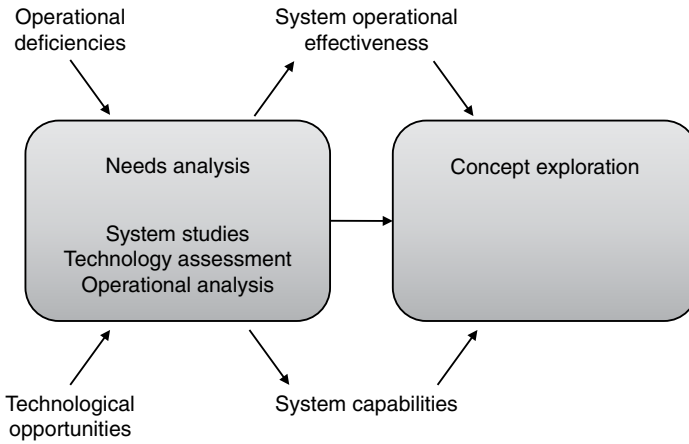 Operational
deficiencies
System operational
effectiveness
Needs analysis
System studies
Technology assessment
Operational analysis
Concept exploration
Technological
opportunities
System capabilities